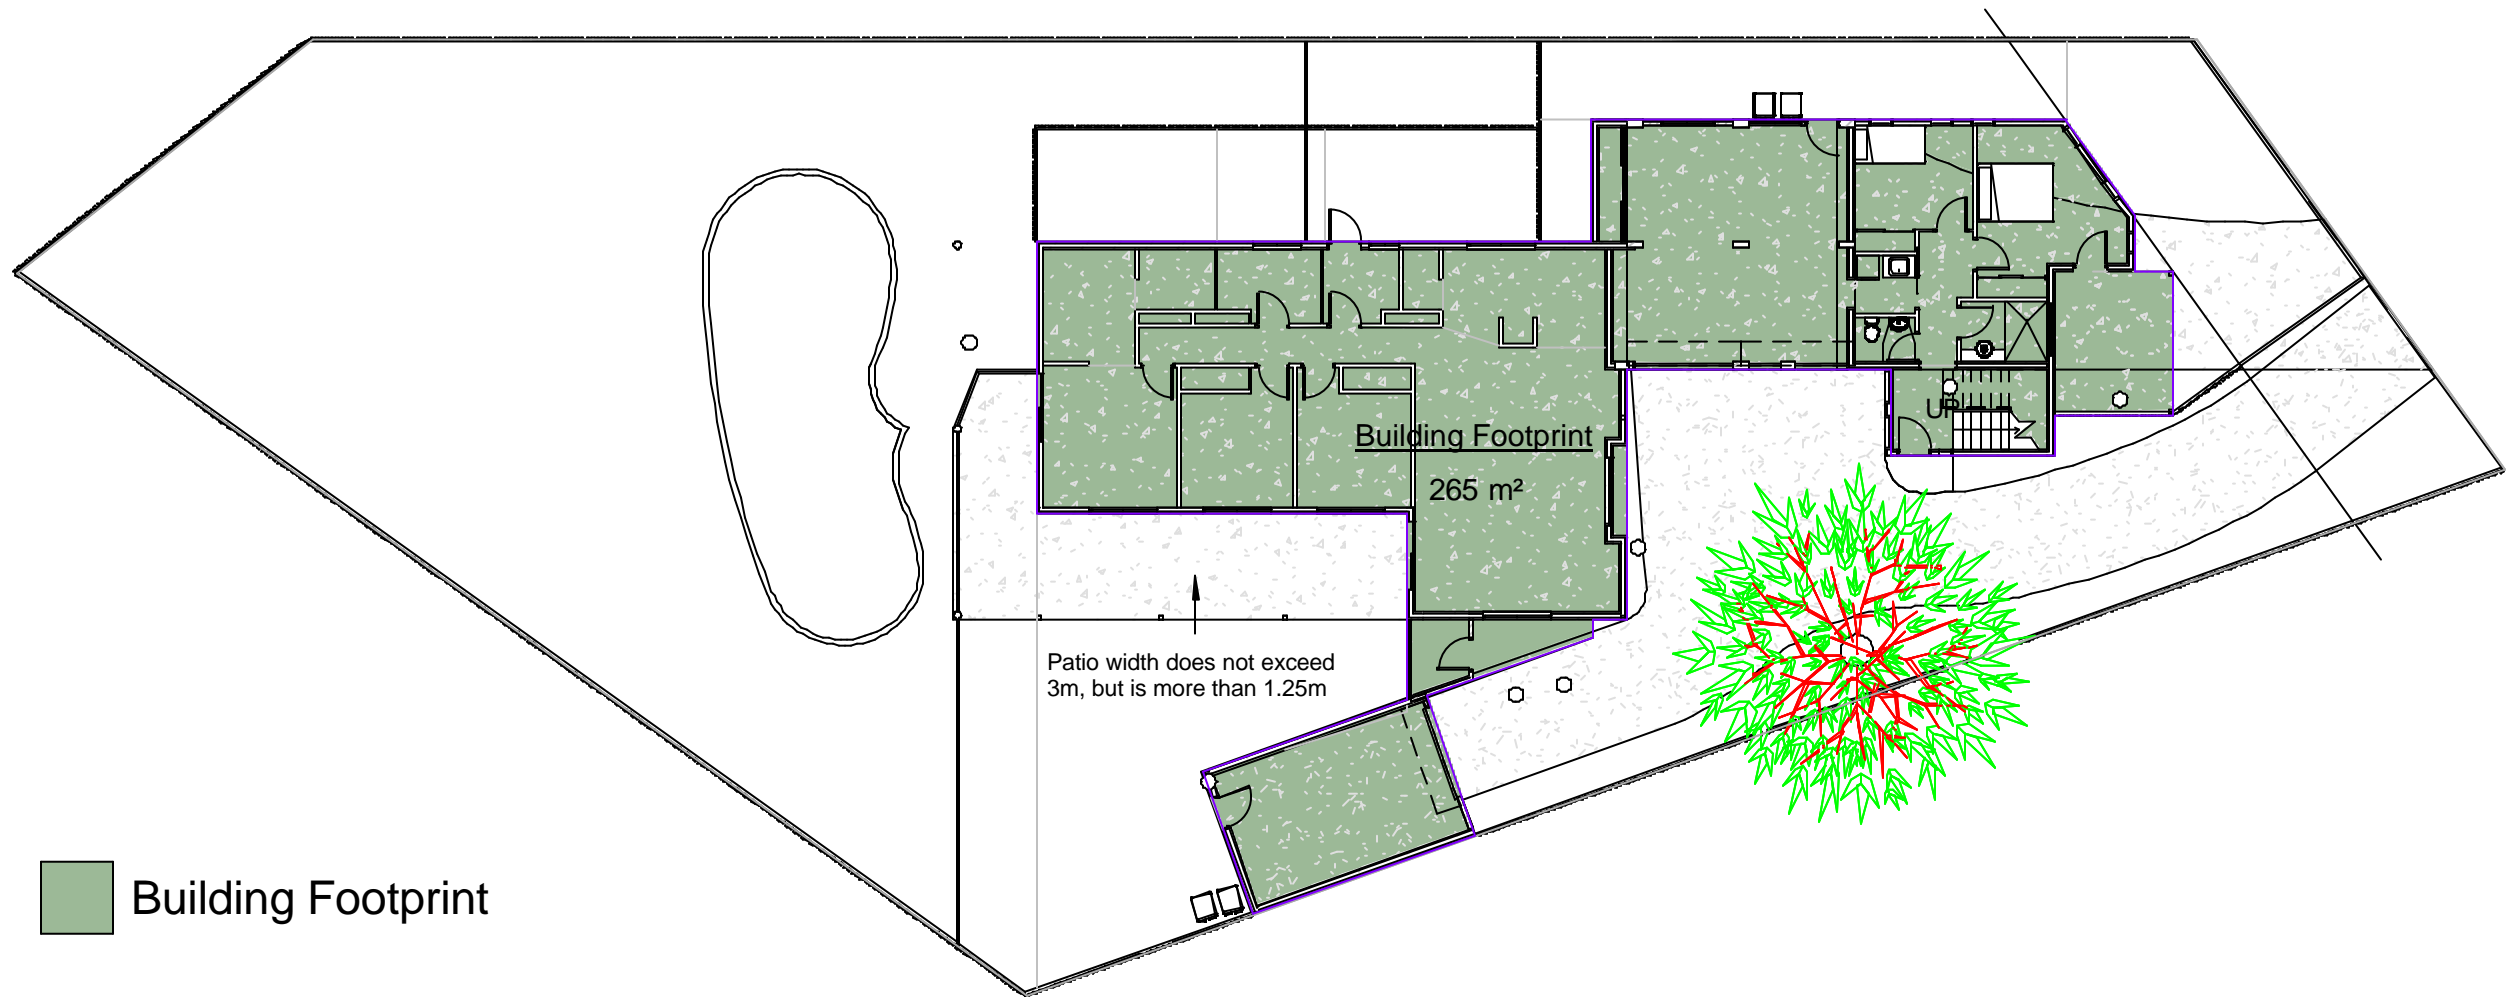 UP
Building Footprint
265 m²
Patio width does not exceed
3m, but is more than 1.25m
Building Footprint